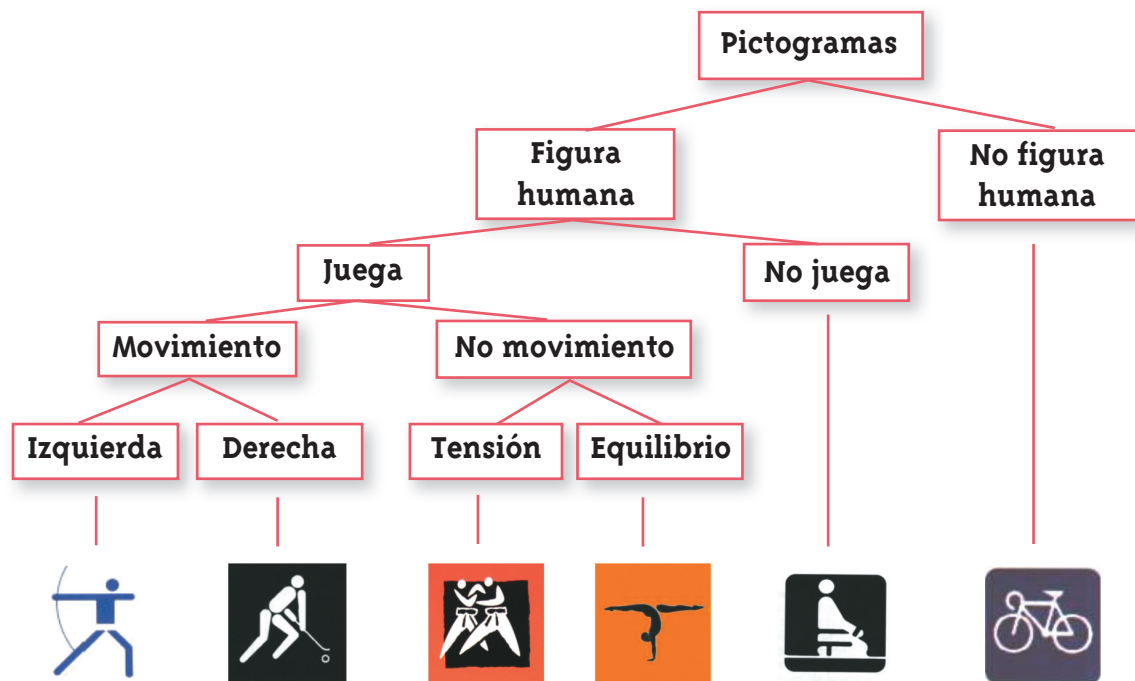 Pictogramas
Figura
humana
No figura
humana
Juega
No juega
Movimiento
No movimiento
Izquierda
Derecha
Tensión
Equilibrio